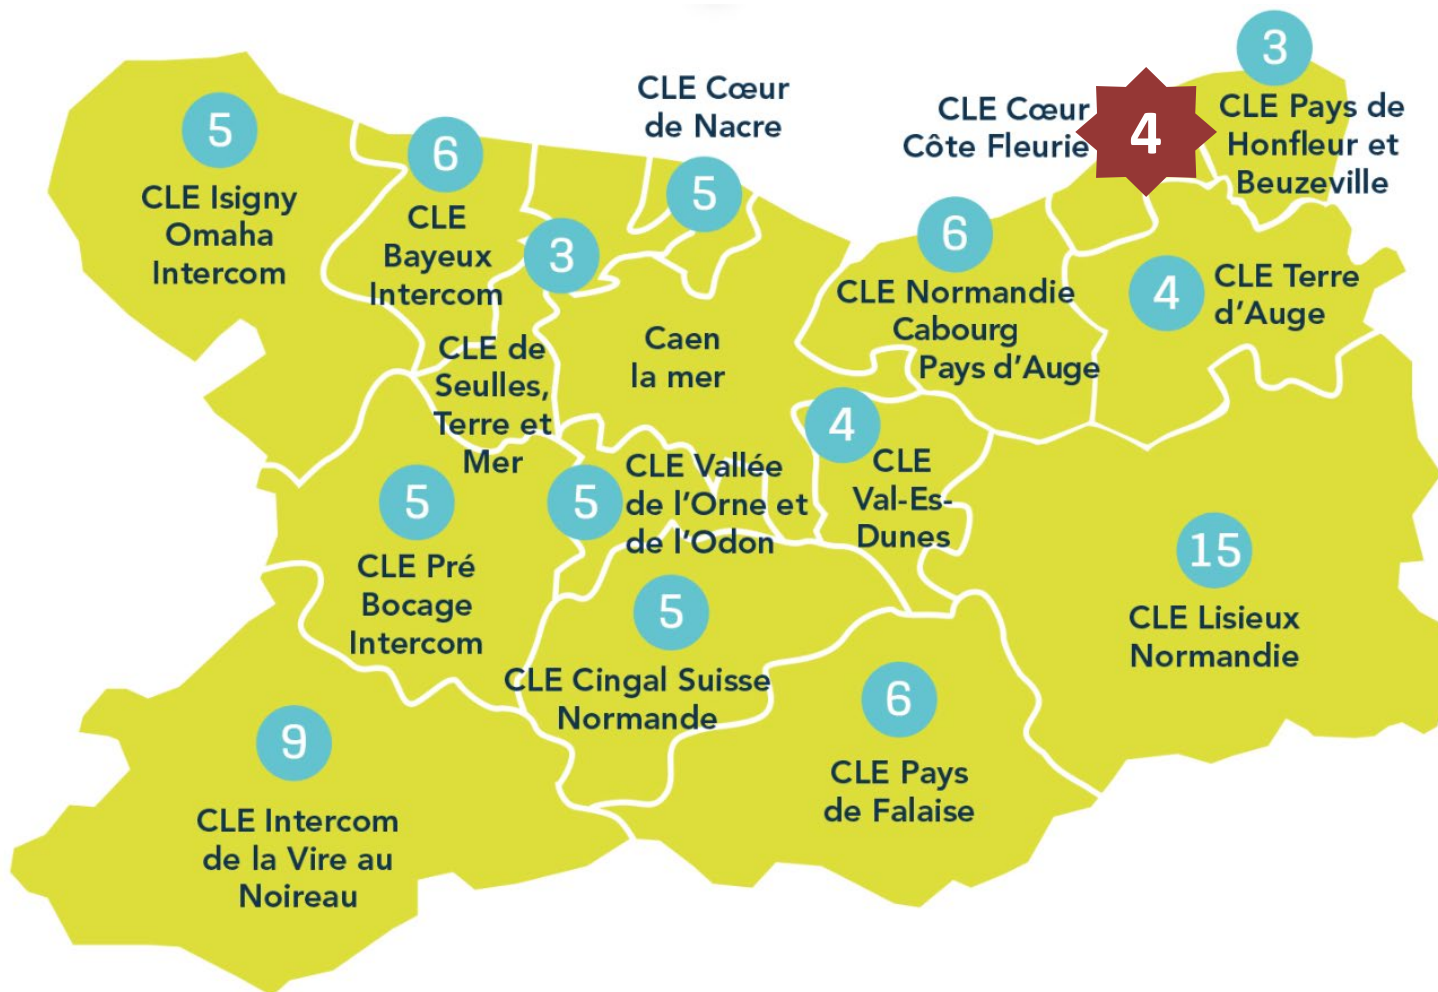 5
CLE Isigny
Omaha
Intercom
6
CLE
Bayeux
Intercom
CLE Cœur
de Nacre
5
3
CLE de
Seulles,
Terre et
Mer
Caen
la mer
CLE Cœur
Côte Fleurie
4
3
CLE Pays de
Honfleur et
Beuzeville
6
CLE Normandie
Cabourg
Pays d'Auge
4
CLE Terre
d'Auge
4
CLE
Val-Es-
Dunes
5
CLE Vallée
de l'Orne et
de l'Odon
5
CLE Pré
Bocage
Intercom
5
CLE Cingal Suisse
Normande
15
CLE Lisieux
Normandie
6
CLE Pays
de Falaise
9
CLE Intercom
de la Vire au
Noireau